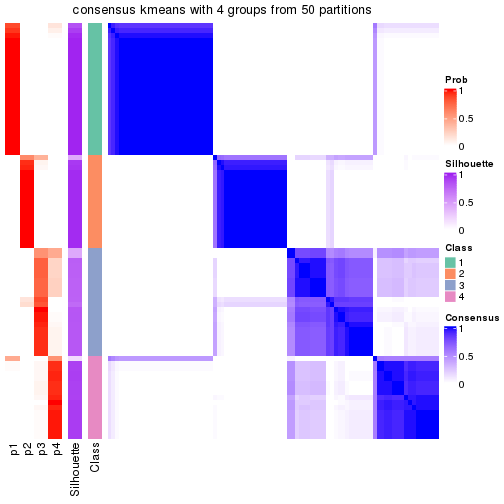 consensus kmeans with 4 groups from 50 partitions
Prob
1
0.5
0
Silhouette
1
0.5
0
Class
1
2
3
4
Consensus
1
0.5
0
p1
p2
p3
p4
Silhouette
Class